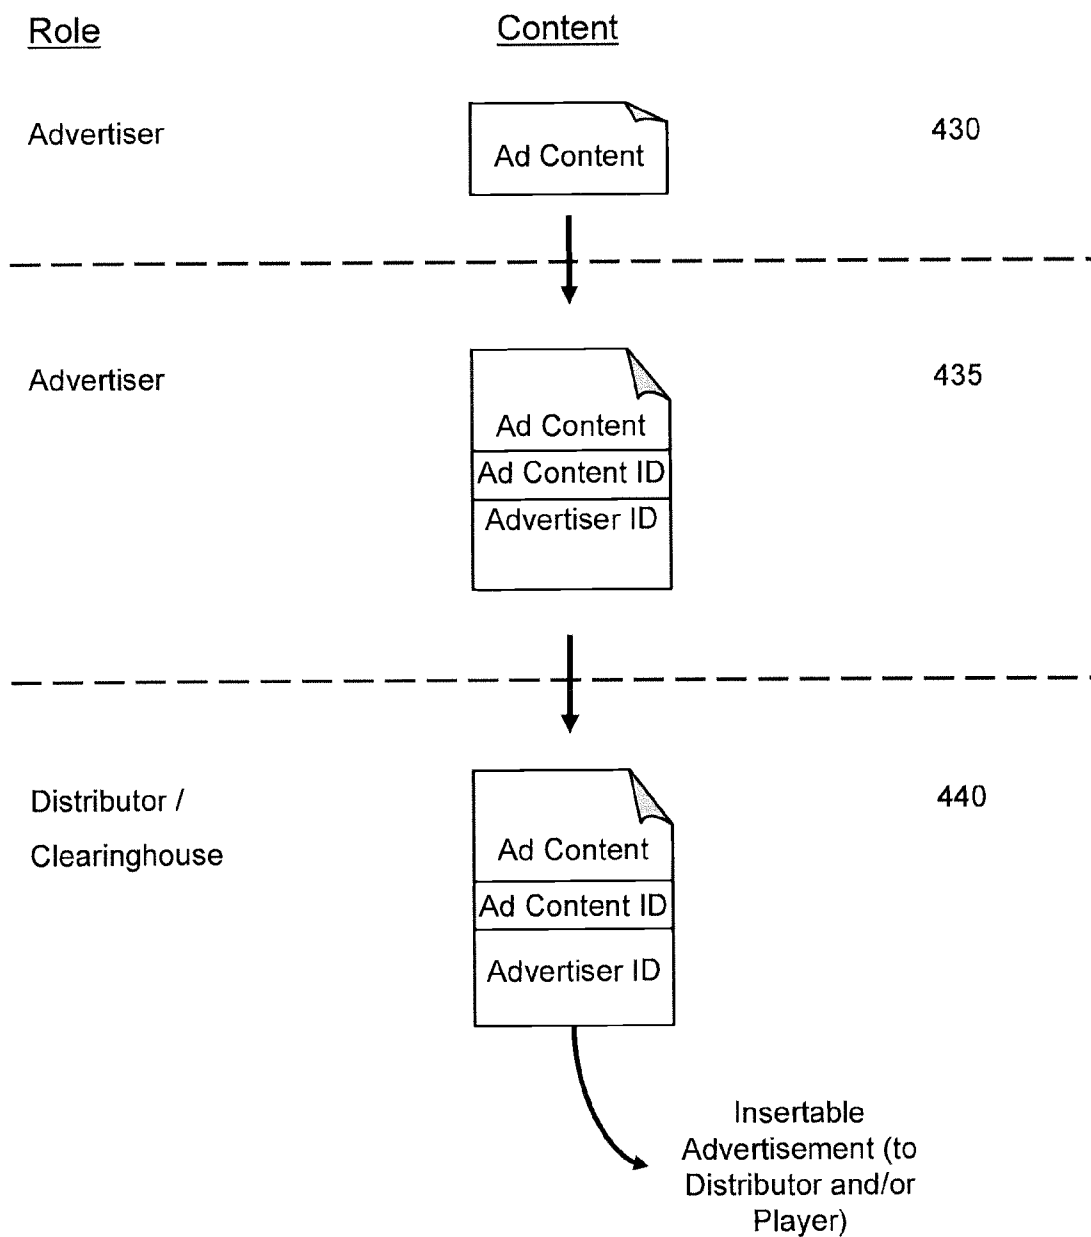 Role
Content
Advertiser
Ad Content
430
Advertiser
435
Ad Content
Ad Content ID
Advertiser ID
Distributor /
Clearinghouse
440
Ad Content
Ad Content ID
Advertiser ID
Insertable
Advertisement (to
Distributor and/or
Player)